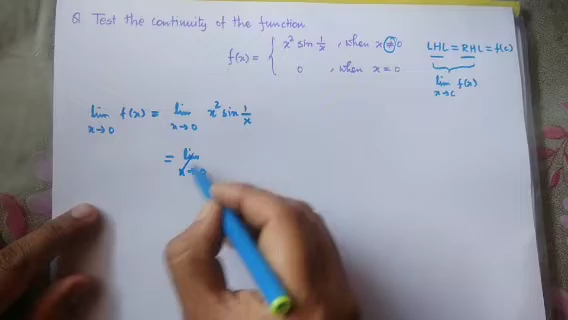 Q Test the continuity of the function
f(x) = { x² sin 1/x , when x ≠ 0
0 , when x = 0
LHL = RHL = f(c)
lim x→c f(x)
lim x→0 f(x) = lim x→0 x² sin 1/x
= lim x→0